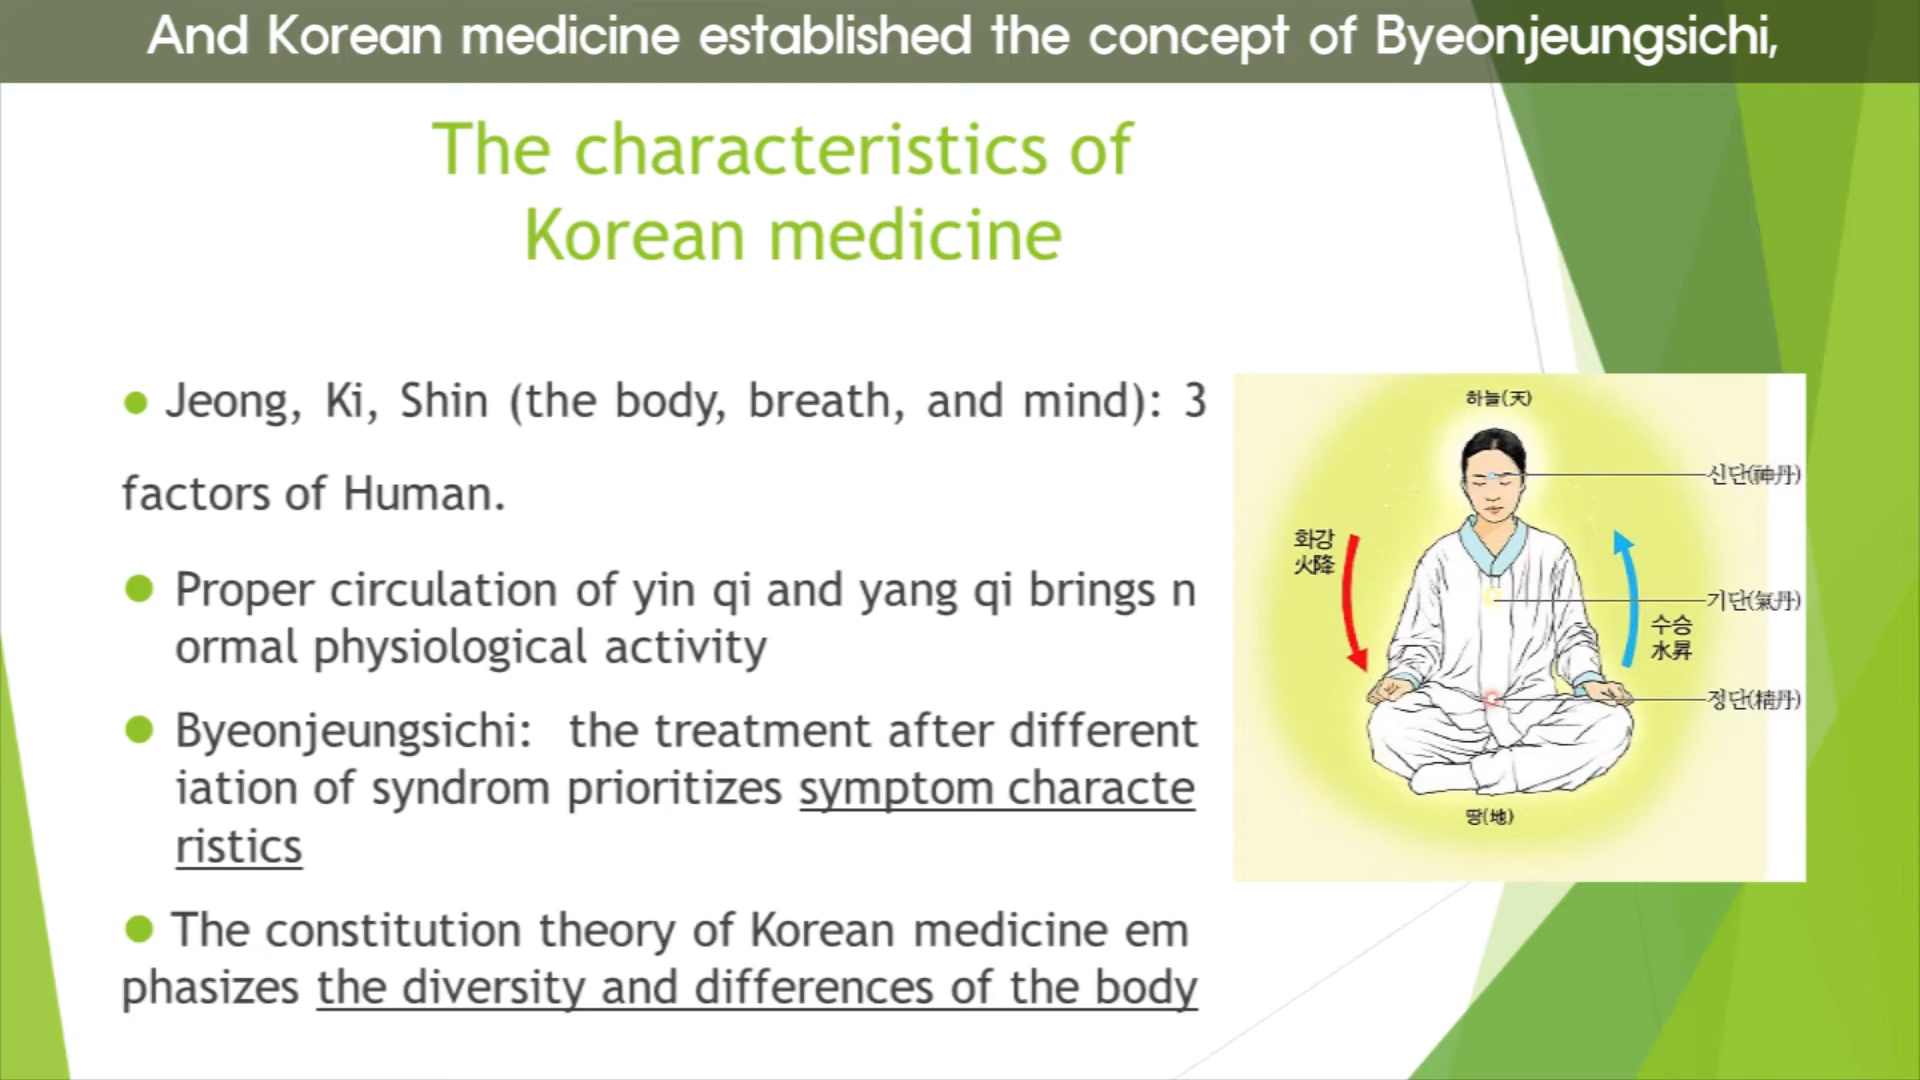 And Korean medicine established the concept of Byeonjeungsichi,
The characteristics of
Korean medicine
● Jeong, Ki, Shin (the body, breath, and mind): 3
factors of Human.
● Proper circulation of yin qi and yang qi brings n
ormal physiological activity
● Byeonjeungsichi: the treatment after different
iation of syndrom prioritizes symptom characte
ristics
● The constitution theory of Korean medicine em
phasizes the diversity and differences of the body
하늘(天)
신단(神丹)
화강
火降
기단(氣丹)
수승
水昇
정단(精丹)
땅(地)